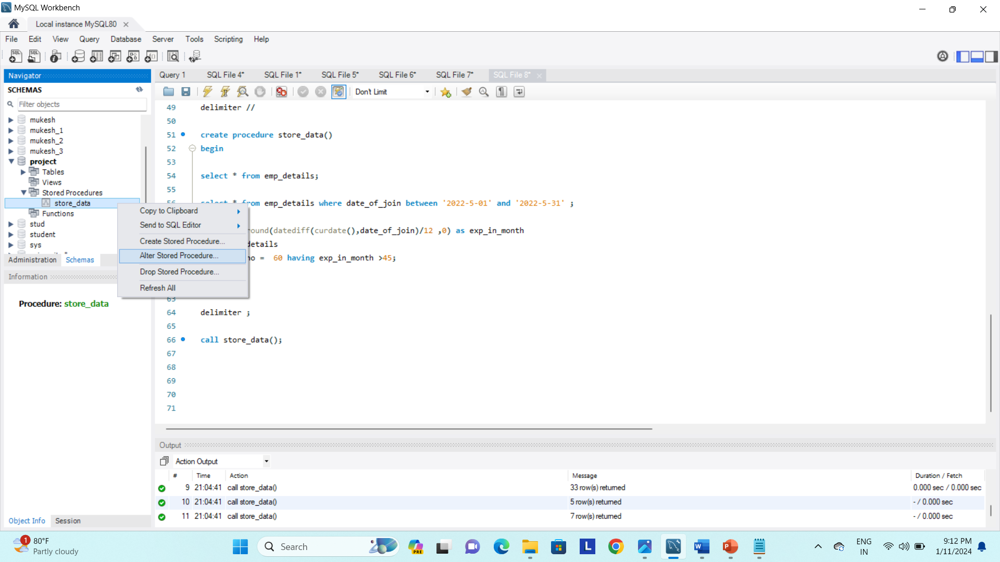 MySQL Workbench
Local instance MySQL80
File Edit View Query Database Server Tools Scripting Help
Navigator
SCHEMAS
Filter objects
mukesh
mukesh_1
mukesh_2
mukesh_3
project
Tables
Views
Stored Procedures
store_data
Functions
stud
student
sys
Administration Schemas
Information
Procedure: store_data
Object Info Session
Copy to Clipboard
Send to SQL Editor
Create Stored Procedure...
Alter Stored Procedure...
Drop Stored Procedure...
Refresh All
Query 1 SQL File 4* SQL File 1* SQL File 5* SQL File 6* SQL File 7* SQL File 8*
Don't Limit
49 delimiter //
50
51 create procedure store_data()
52 begin
53
54 select * from emp_details;
55
56 select * from emp_details where date_of_join between '2022-5-01' and '2022-5-31' ;
ound(datediff(curdate(),date_of_join)/12 ,0) as exp_in_month
details
no = 60 having exp_in_month >45;
63
64 delimiter ;
65
66 call store_data();
67
68
69
70
71
Output
Action Output
# Time Action Message Duration / Fetch
9 21:04:41 call store_data() 33 row(s) returned 0.000 sec / 0.000 sec
10 21:04:41 call store_data() 5 row(s) returned - / 0.000 sec
11 21:04:41 call store_data() 7 row(s) returned - / 0.000 sec
1
80°F
Partly cloudy
Search
PRE
L
W
P
ENG
IN
9:12 PM
1/11/2024